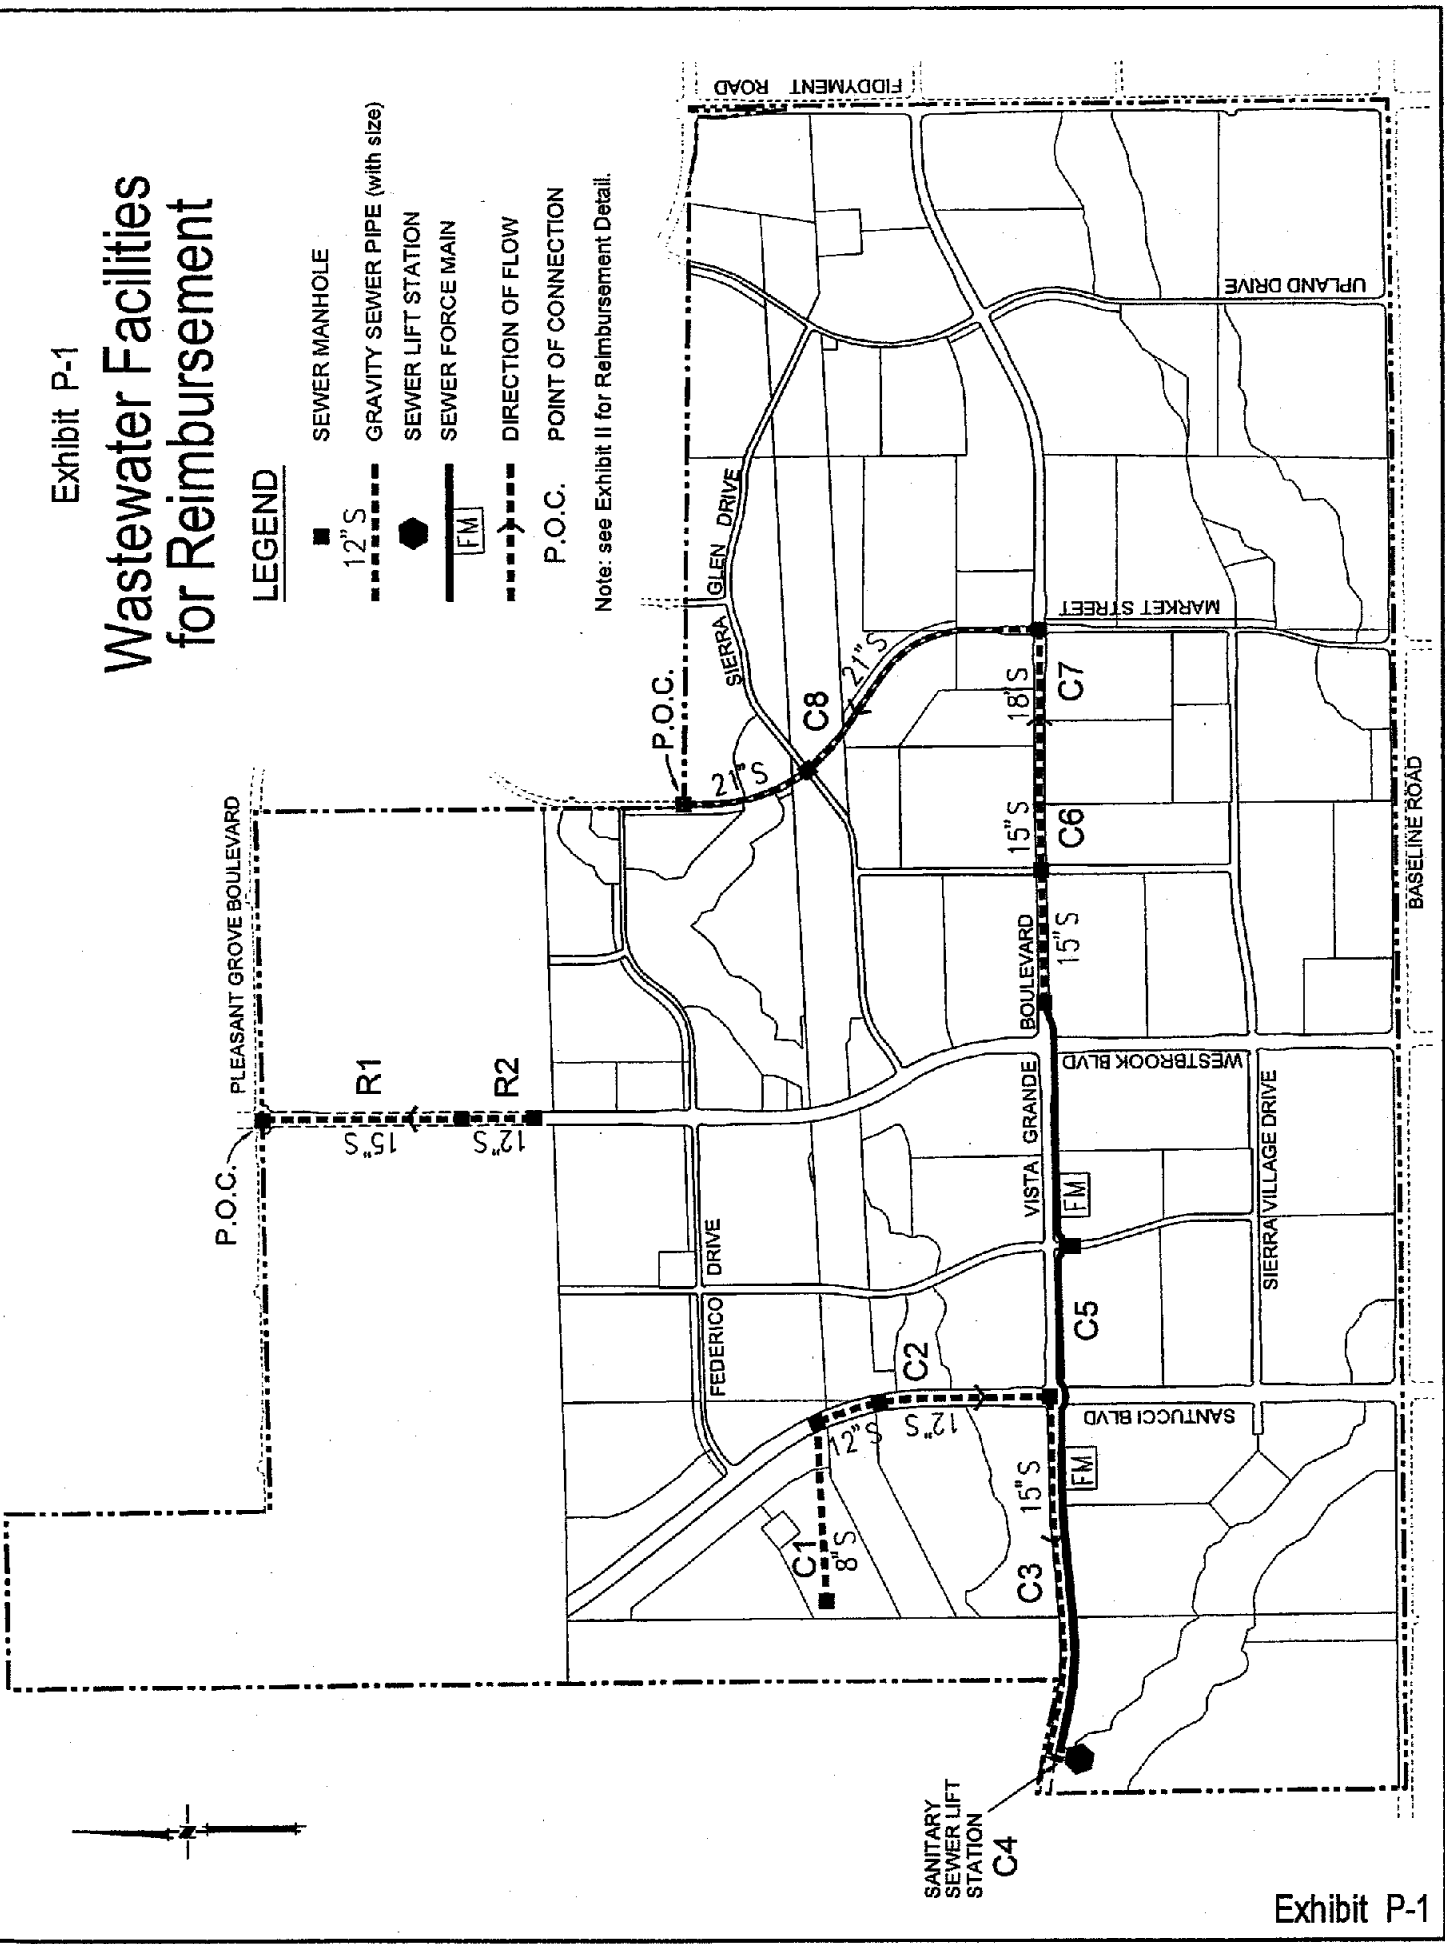 Exhibit P-1
Wastewater Facilities
for Reimbursement
LEGEND
SEWER MANHOLE
12"S
GRAVITY SEWER PIPE (with size)
SEWER LIFT STATION
FM
SEWER FORCE MAIN
DIRECTION OF FLOW
P.O.C.
POINT OF CONNECTION
Note: see Exhibit II for Reimbursement Detail.
N
PLEASANT GROVE BOULEVARD
P.O.C.
R1
15"S
R2
12"S
P.O.C.
21"S
C8
21"S
SIERRA GLEN DRIVE
FIDDYMENT ROAD
FEDERICO DRIVE
C1
8"S
12"S
C2
12"S
C3
15"S
FM
C5
FM
VISTA GRANDE BOULEVARD
15"S
15"S
C6
18"S
C7
SANITARY
SEWER LIFT
STATION
C4
SANTUCCI BLVD
SIERRA VILLAGE DRIVE
WESTBROOK BLVD
MARKET STREET
UPLAND DRIVE
BASELINE ROAD
Exhibit P-1